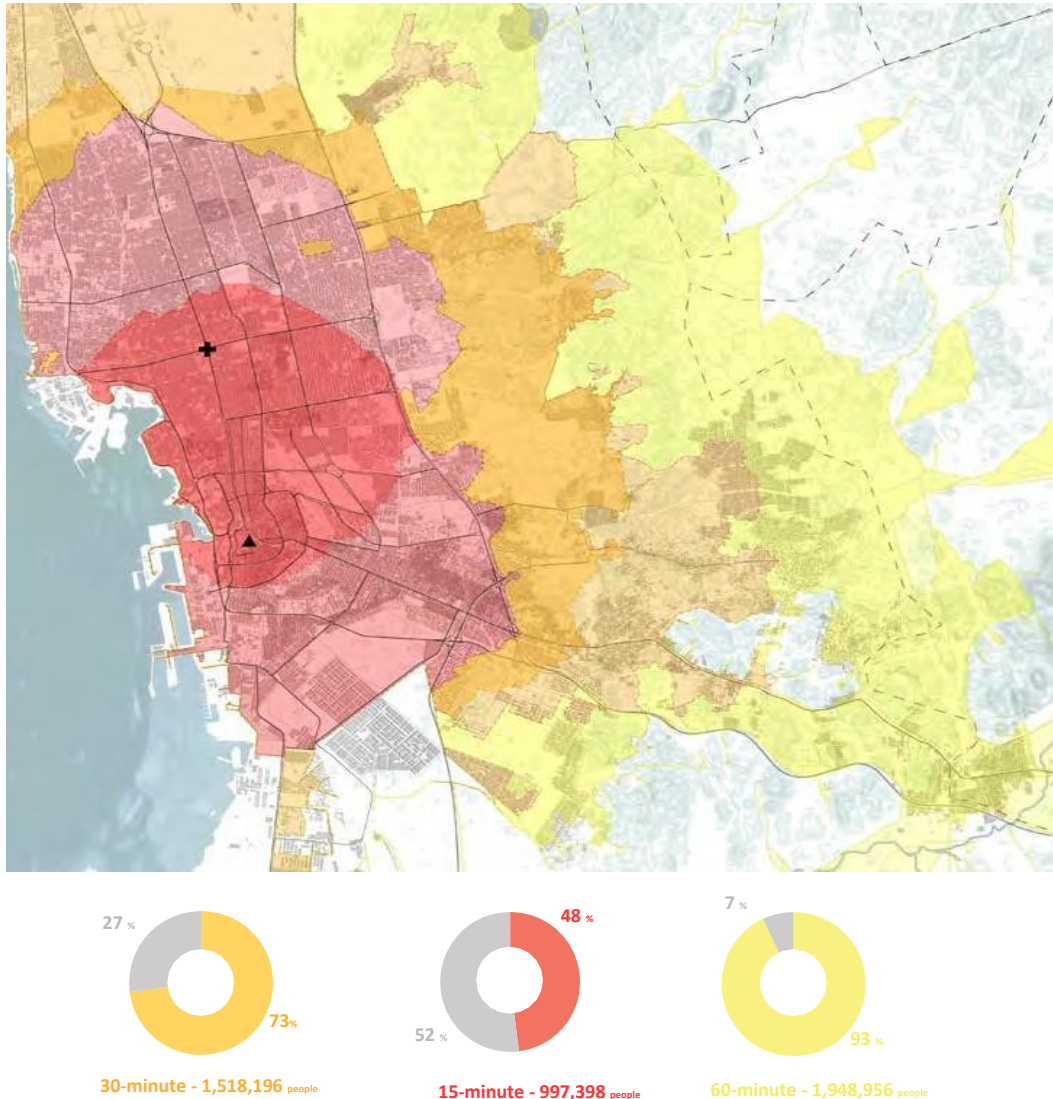 27 %
73%
30-minute - 1,518,196 people
48 %
52 %
15-minute - 997,398 people
7 %
93 %
60-minute - 1,948,956 people